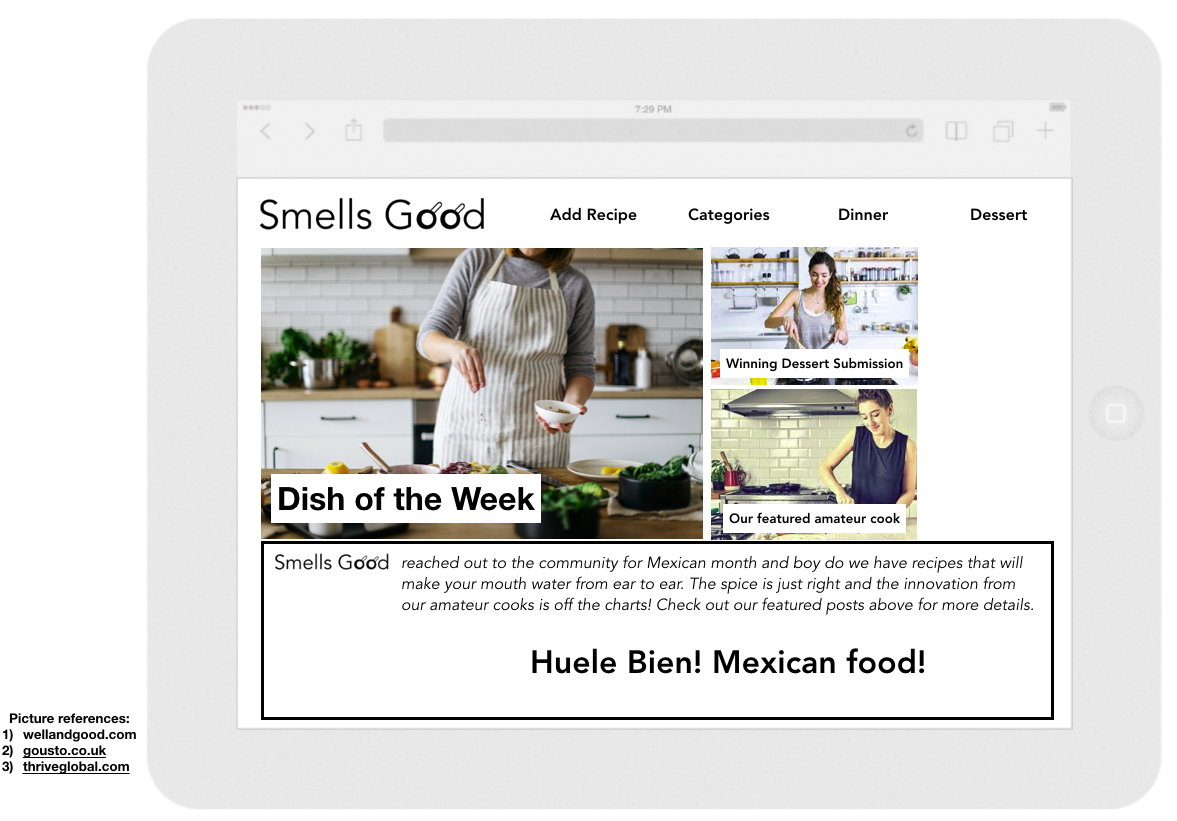 7:29 PM
Smells Good
Add Recipe Categories Dinner Dessert
Winning Dessert Submission
Dish of the Week
Our featured amateur cook
Smells Good reached out to the community for Mexican month and boy do we have recipes that will
make your mouth water from ear to ear. The spice is just right and the innovation from
our amateur cooks is off the charts! Check out our featured posts above for more details.
Huele Bien! Mexican food!
Picture references:
1) wellandgood.com
2) gousto.co.uk
3) thriveglobal.com